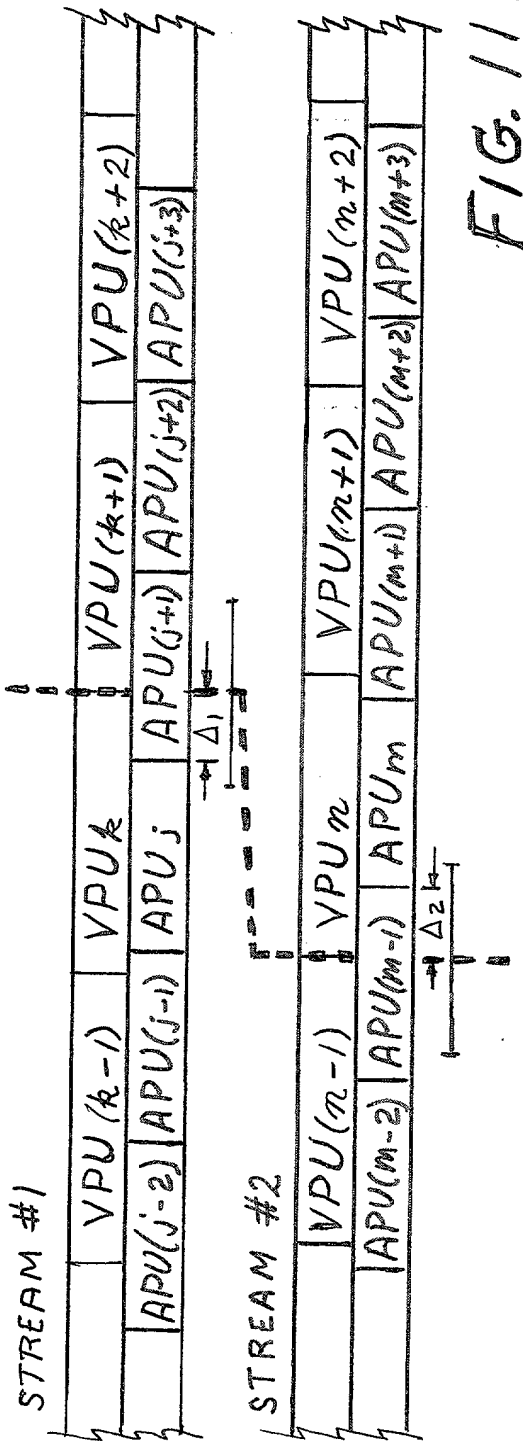 STREAM #1
VPU(k-1) VPUk VPU(k+1) VPU(k+2)
APU(j-2) APU(j-1) APUj APU(j+1) APU(j+2) APU(j+3)
Δ1
STREAM #2
VPU(n-1) VPUn VPU(n+1) VPU(n+2)
APU(m-2) APU(m-1) APUm APU(m+1) APU(m+2) APU(m+3)
Δ2
FIG. 11